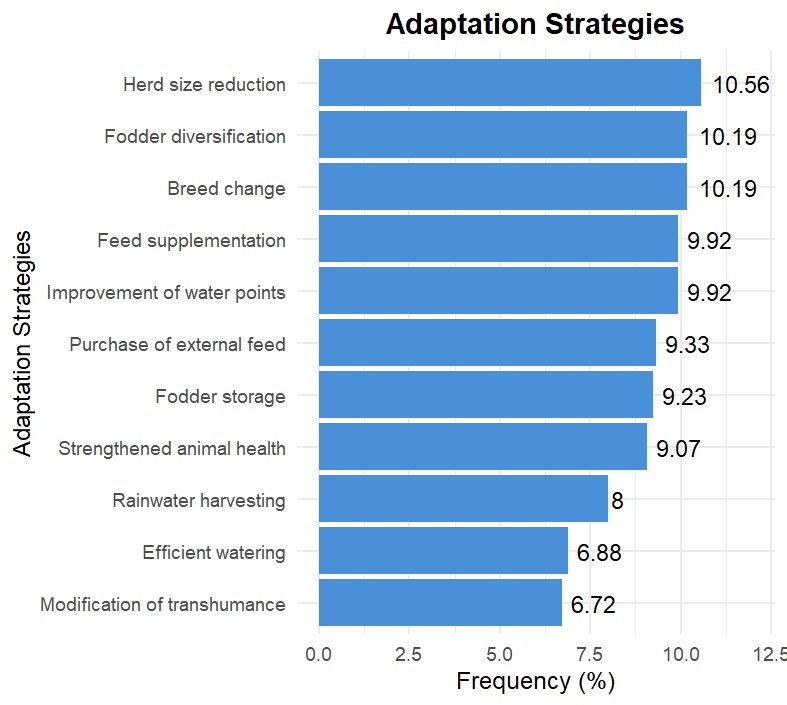 Adaptation Strategies
Adaptation Strategies
Herd size reduction 10.56
Fodder diversification 10.19
Breed change 10.19
Feed supplementation 9.92
Improvement of water points 9.92
Purchase of external feed 9.33
Fodder storage 9.23
Strengthened animal health 9.07
Rainwater harvesting 8
Efficient watering 6.88
Modification of transhumance 6.72
0.0 2.5 5.0 7.5 10.0 12.5
Frequency (%)